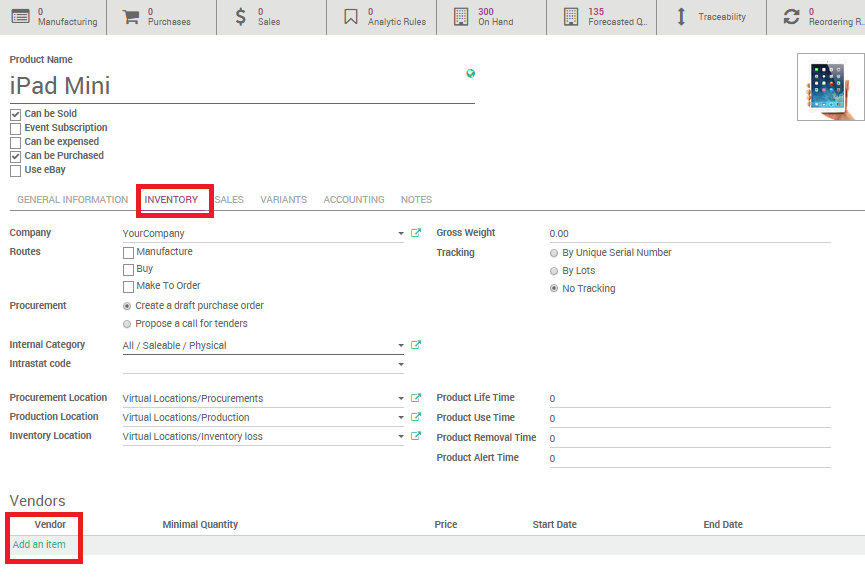 0 Manufacturing
0 Purchases
0 Sales
0 Analytic Rules
300 On Hand
135 Forecasted Q..
Traceability
0 Reordering R..
Product Name
iPad Mini
Can be Sold
Event Subscription
Can be expensed
Can be Purchased
Use eBay
GENERAL INFORMATION INVENTORY SALES VARIANTS ACCOUNTING NOTES
Company YourCompany Gross Weight 0.00
Routes Manufacture Tracking By Unique Serial Number
Buy By Lots
Make To Order No Tracking
Procurement Create a draft purchase order
Propose a call for tenders
Internal Category All / Saleable / Physical
Intrastat code
Procurement Location Virtual Locations/Procurements Product Life Time 0
Production Location Virtual Locations/Production Product Use Time 0
Inventory Location Virtual Locations/Inventory loss Product Removal Time 0
Product Alert Time 0
Vendors
Vendor Minimal Quantity Price Start Date End Date
Add an item